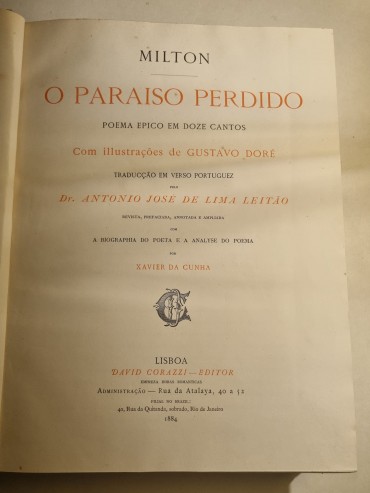 MILTON
O PARAISO PERDIDO
POEMA EPICO EM DOZE CANTOS
Com illustrações de GUSTAVO DORÉ
TRADUCÇÃO EM VERSO PORTUGUEZ
PELO
Dr. ANTONIO JOSE DE LIMA LEITÃO
REVISTA, PREFACIADA, ANNOTADA E AMPLIADA
COM
A BIOGRAPHIA DO POETA E A ANALYSE DO POEMA
POR
XAVIER DA CUNHA
LISBOA
DAVID CORAZZI — EDITOR
EMPREZA HORAS ROMANTICAS
ADMINISTRAÇÃO — Rua da Atalaya, 40 a 52
FILIAL NO BRAZIL:
40, Rua da Quitanda, sobrado, Rio de Janeiro
1884